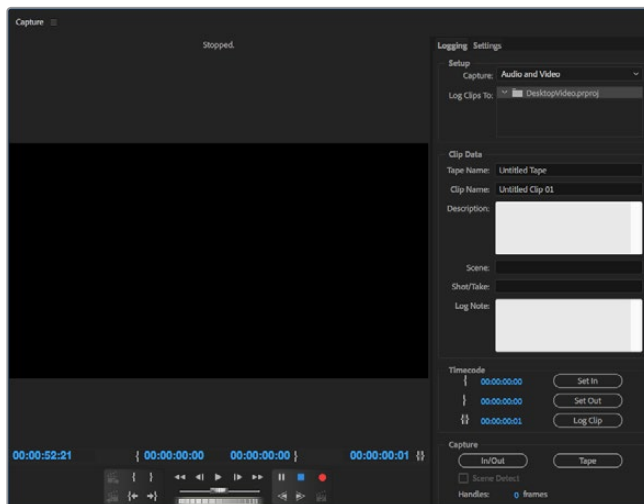 Capture
Stopped.
Logging Settings
Setup
Capture: Audio and Video
Log Clips To: DesktopVideo.prproj
Clip Data
Tape Name: Untitled Tape
Clip Name: Untitled Clip 01
Description:
Scene:
Shot/Take:
Log Note:
Timecode
{ 00:00:00:00 Set In
} 00:00:00:00 Set Out
{} 00:00:00:01 Log Clip
00:00:52:21 { 00:00:00:00 00:00:00:00 } 00:00:00:01 {}
Capture
In/Out Tape
Scene Detect
Handles: 0 frames